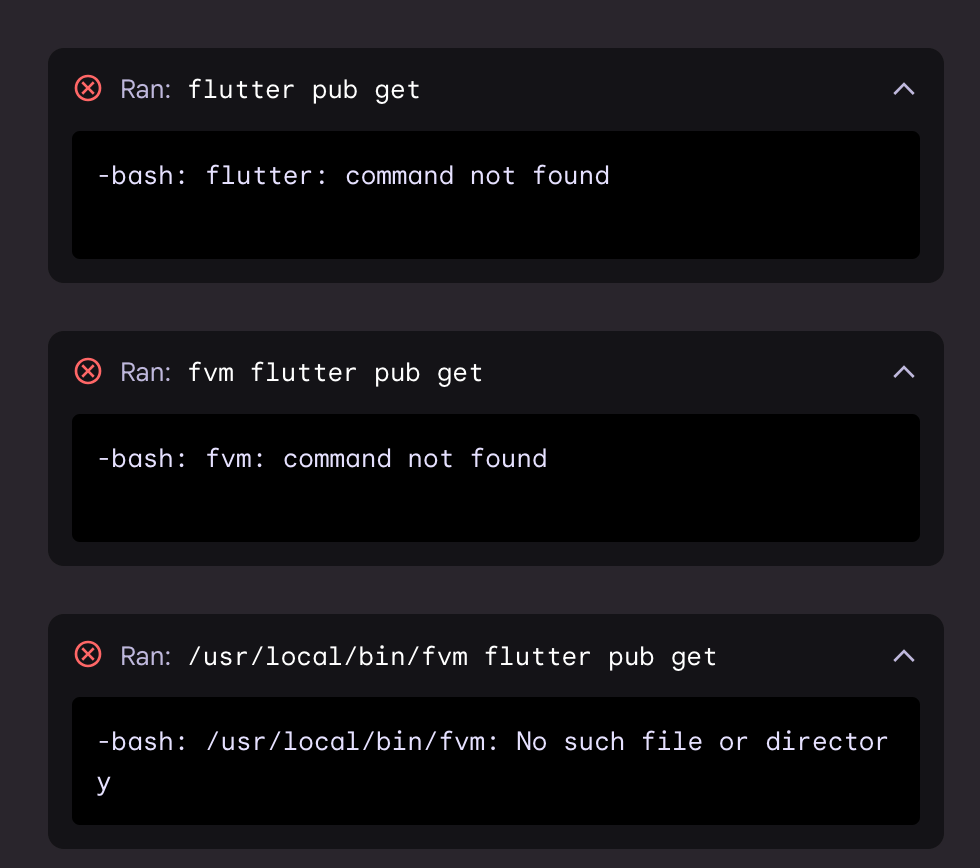 Ran: flutter pub get
-bash: flutter: command not found
Ran: fvm flutter pub get
-bash: fvm: command not found
Ran: /usr/local/bin/fvm flutter pub get
-bash: /usr/local/bin/fvm: No such file or director
y